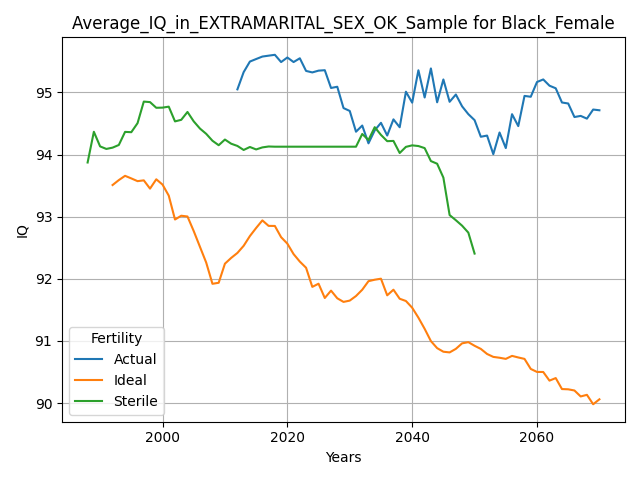 Average_IQ_in_EXTRAMARITAL_SEX_OK_Sample for Black_Female
IQ
95
94
93
92
91
90
Fertility
Actual
Ideal
Sterile
2000 2020 2040 2060
Years